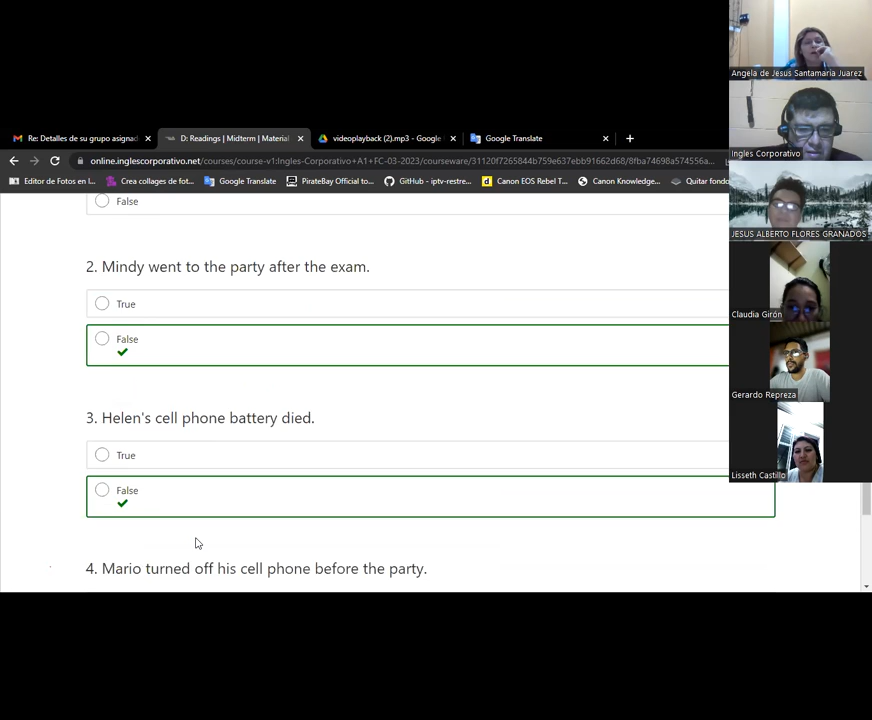 Angela de Jesus Santamaria Juarez
Ingles Corporativo
JESUS ALBERTO FLORES GRANADOS
Claudia Girón
Gerardo Repreza
Lisseth Castillo
Re: Detalles de su grupo asignad
D: Readings | Midterm | Material
videoplayback (2).mp3 - Google
Google Translate
online.inglescorporativo.net/courses/course-v1:Ingles-Corporativo+A1+FC-03-2023/courseware/31120f7265844b759e637ebb91662d68/8fba74698a574556a...
Editor de Fotos en l... Crea collages de fot... Google Translate PirateBay Official to... GitHub - iptv-restre... Canon EOS Rebel T... Canon Knowledge... Quitar fondo
False
2. Mindy went to the party after the exam.
True
False
3. Helen's cell phone battery died.
True
False
4. Mario turned off his cell phone before the party.